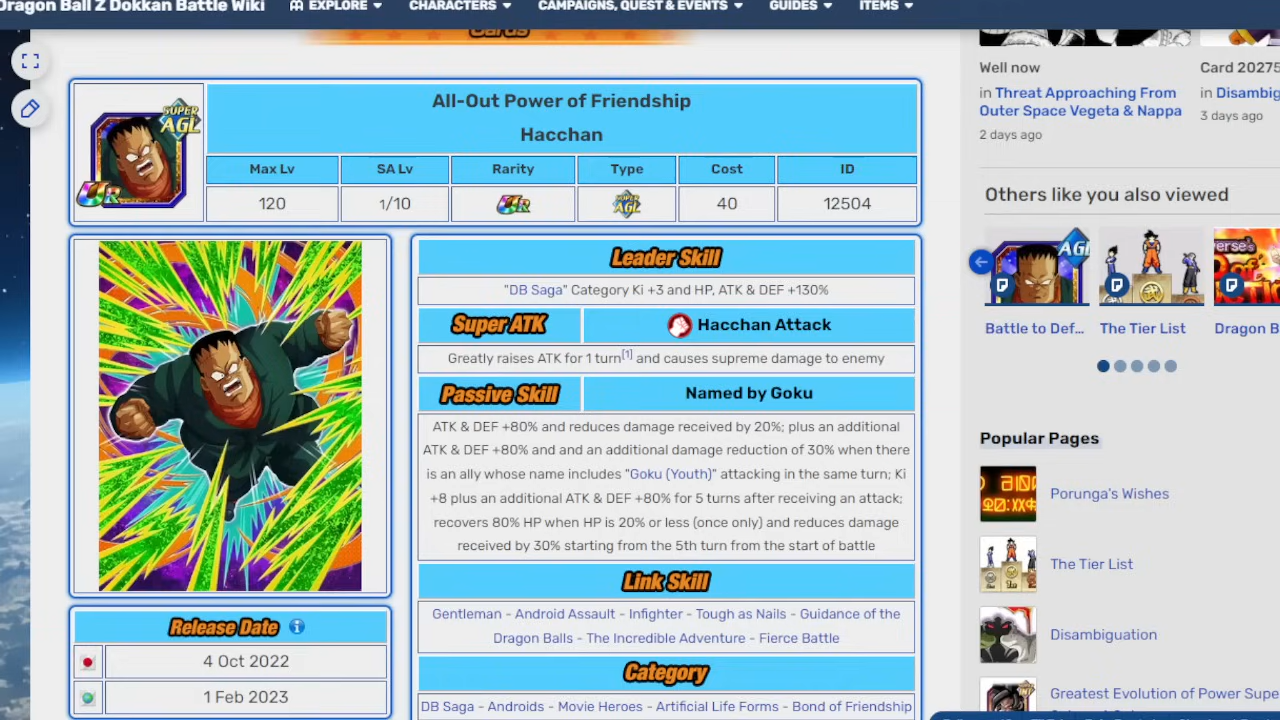 Dragon Ball Z Dokkan Battle Wiki
EXPLORE
CHARACTERS
CAMPAIGNS, QUEST & EVENTS
GUIDES
ITEMS
Cards
All-Out Power of Friendship
Hacchan
SUPER
AGL
UR
Max Lv
SA Lv
Rarity
Type
Cost
ID
120
1/10
UR
SUPER AGL
40
12504
Leader Skill
"DB Saga" Category Ki +3 and HP, ATK & DEF +130%
Super ATK
Hacchan Attack
Greatly raises ATK for 1 turn[1] and causes supreme damage to enemy
Passive Skill
Named by Goku
ATK & DEF +80% and reduces damage received by 20%; plus an additional
ATK & DEF +80% and and an additional damage reduction of 30% when there
is an ally whose name includes "Goku (Youth)" attacking in the same turn; Ki
+8 plus an additional ATK & DEF +80% for 5 turns after receiving an attack;
recovers 80% HP when HP is 20% or less (once only) and reduces damage
received by 30% starting from the 5th turn from the start of battle
Link Skill
Gentleman - Android Assault - Infighter - Tough as Nails - Guidance of the
Dragon Balls - The Incredible Adventure - Fierce Battle
Category
DB Saga - Androids - Movie Heroes - Artificial Life Forms - Bond of Friendship
Release Date
4 Oct 2022
1 Feb 2023
Well now
in Threat Approaching From
Outer Space Vegeta & Nappa
2 days ago
Card 20275
in Disambig
3 days ago
Others like you also viewed
AGL
Battle to Def...
The Tier List
Dragon B
Popular Pages
Porunga's Wishes
The Tier List
Disambiguation
Greatest Evolution of Power Supe